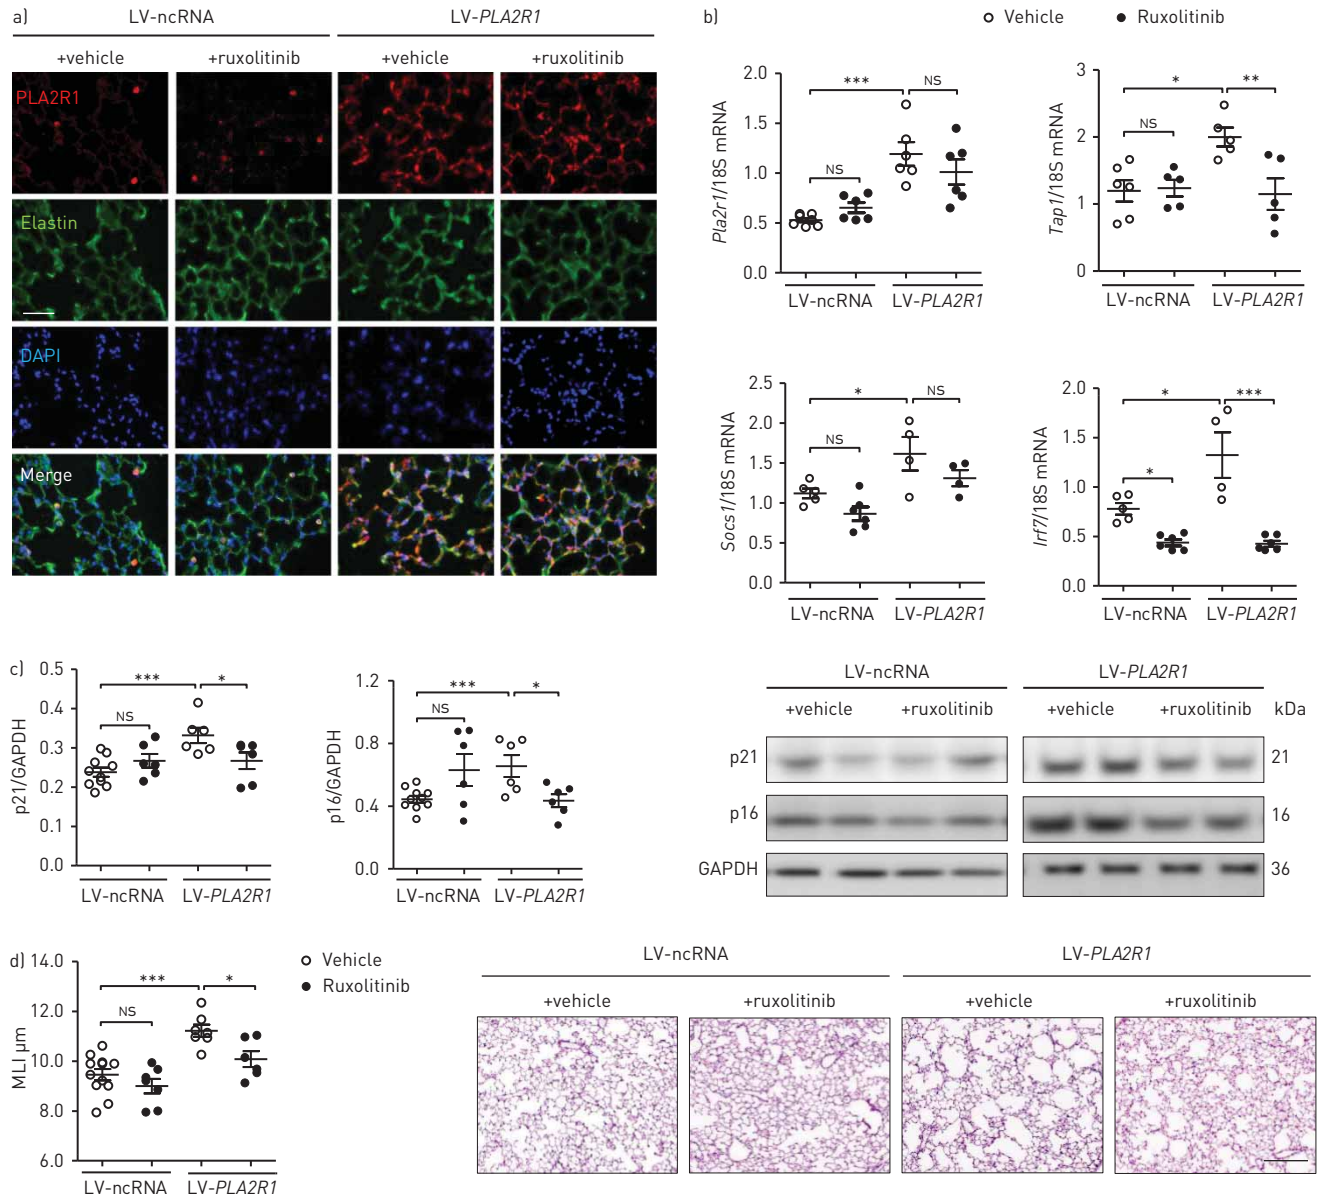 a)
LV-ncRNA LV-PLA2R1
+vehicle +ruxolitinib +vehicle +ruxolitinib
PLA2R1
Elastin
DAPI
Merge
b)
Vehicle Ruxolitinib
2.0
1.5
1.0
0.5
0.0
Pla2r1/18S mRNA
*** NS
NS
LV-ncRNA LV-PLA2R1
3
2
1
0
Tap1/18S mRNA
* **
NS
LV-ncRNA LV-PLA2R1
2.5
2.0
1.5
1.0
0.5
0.0
Socs1/18S mRNA
* NS
NS
LV-ncRNA LV-PLA2R1
2.0
1.5
1.0
0.5
0.0
Irf7/18S mRNA
* ***
*
LV-ncRNA LV-PLA2R1
c)
0.5
0.4
0.3
0.2
0.1
0.0
p21/GAPDH
*** *
NS
LV-ncRNA LV-PLA2R1
1.2
0.8
0.4
0.0
p16/GAPDH
*** *
NS
LV-ncRNA LV-PLA2R1
LV-ncRNA LV-PLA2R1
+vehicle +ruxolitinib +vehicle +ruxolitinib kDa
p21 21
p16 16
GAPDH 36
d)
14.0
12.0
10.0
8.0
6.0
MLI µm
*** *
NS
LV-ncRNA LV-PLA2R1
Vehicle
Ruxolitinib
LV-ncRNA LV-PLA2R1
+vehicle +ruxolitinib +vehicle +ruxolitinib